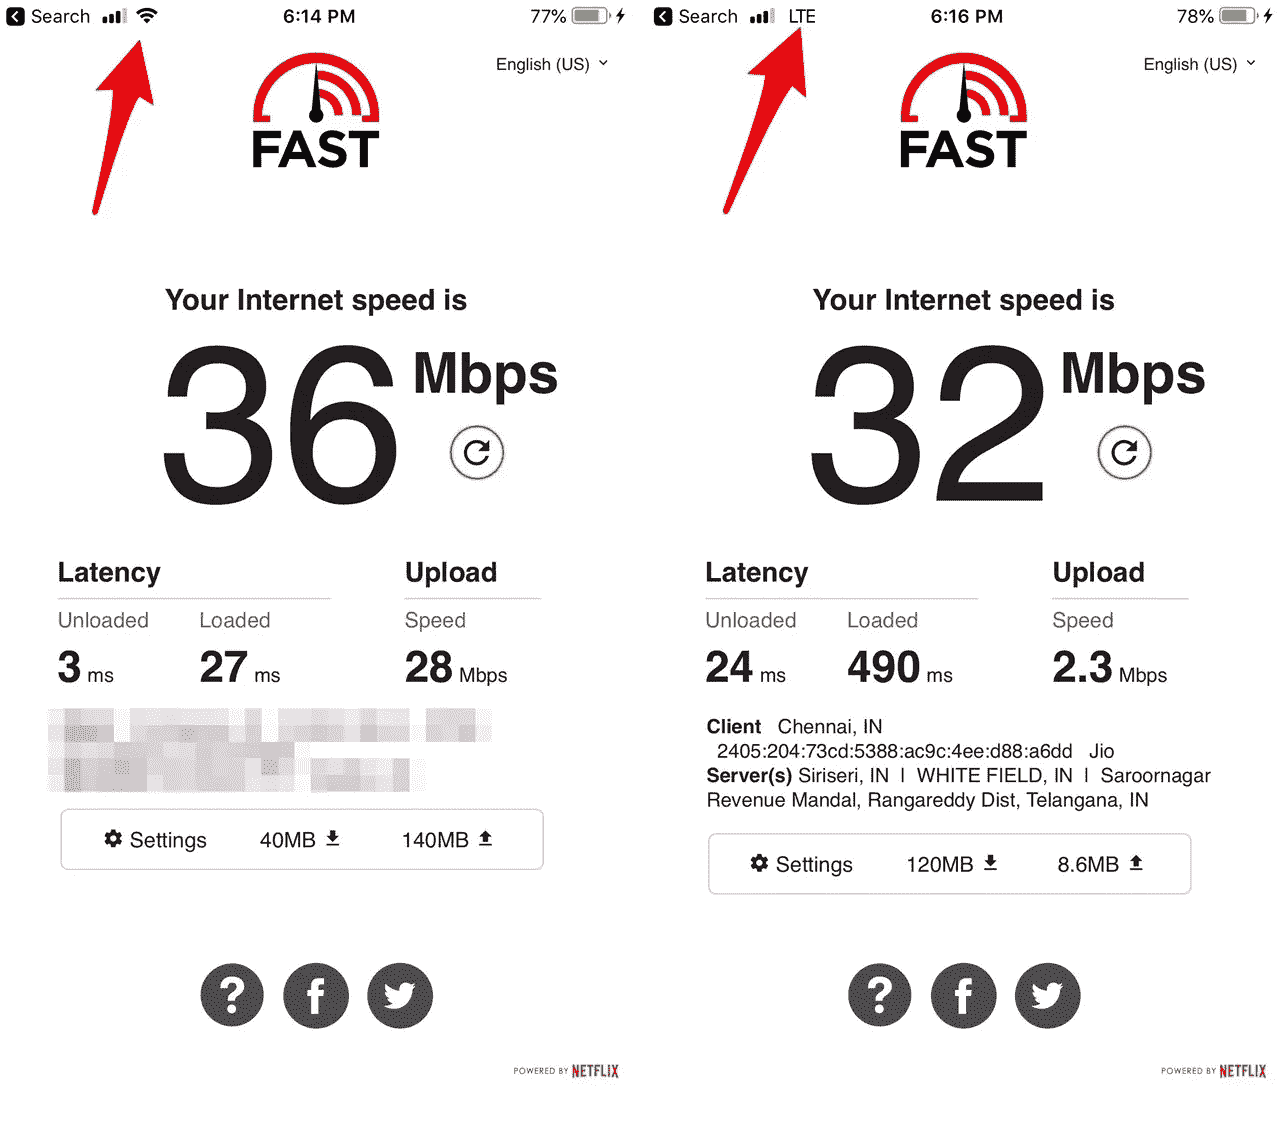 Search 6:14 PM 77%
English (US)
FAST
Your Internet speed is
36 Mbps
Latency Upload
Unloaded Loaded Speed
3 ms 27 ms 28 Mbps
Settings 40MB 140MB
? f
POWERED BY NETFLIX
Search LTE 6:16 PM 78%
English (US)
FAST
Your Internet speed is
32 Mbps
Latency Upload
Unloaded Loaded Speed
24 ms 490 ms 2.3 Mbps
Client Chennai, IN
2405:204:73cd:5388:ac9c:4ee:d88:a6dd Jio
Server(s) Siriseri, IN | WHITE FIELD, IN | Saroornagar
Revenue Mandal, Rangareddy Dist, Telangana, IN
Settings 120MB 8.6MB
? f
POWERED BY NETFLIX